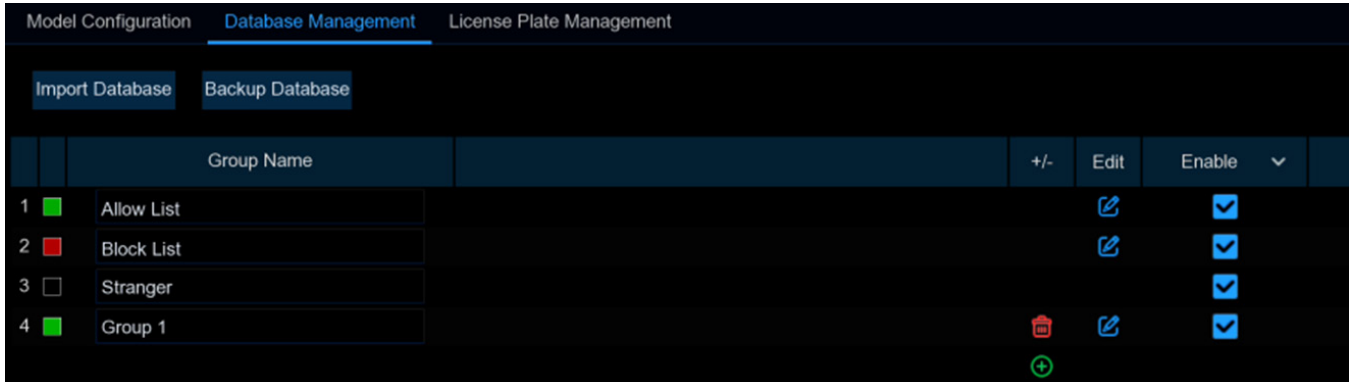 Model Configuration Database Management License Plate Management
Import Database Backup Database
Group Name +/- Edit Enable
1 Allow List
2 Block List
3 Stranger
4 Group 1